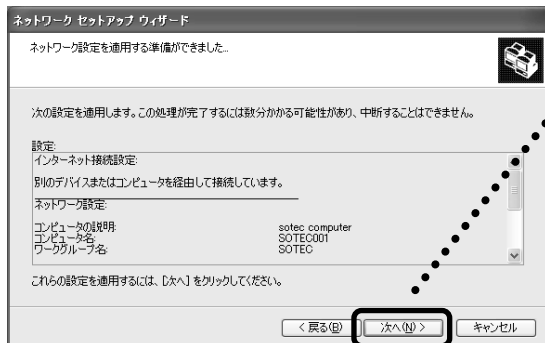 ネットワーク セットアップ ウィザード
ネットワーク設定を適用する準備ができました...
次の設定を適用します。この処理が完了するには数分かかる可能性があり、中断することはできません。
設定:
インターネット接続設定:
別のデバイスまたはコンピュータを経由して接続しています。
ネットワーク設定:
コンピュータの説明: sotec computer
コンピュータ名: SOTEC001
ワークグループ名: SOTEC
これらの設定を適用するには、[次へ] をクリックしてください。
< 戻る(B) 次へ(N) > キャンセル